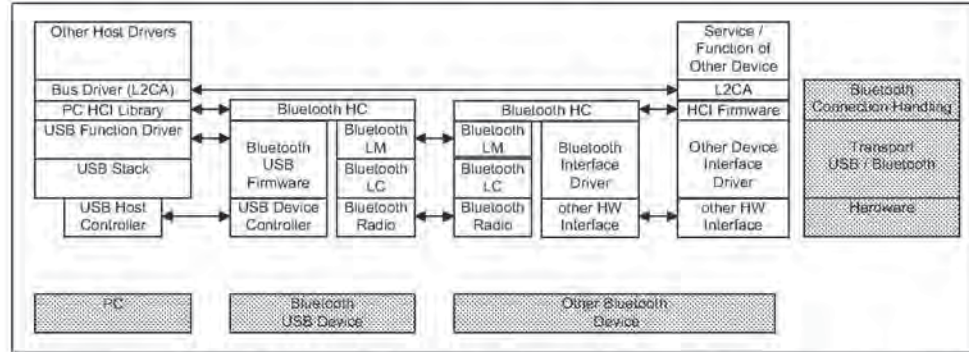 Other Host Drivers
Bus Driver (L2CA)
PC HCI Library
USB Function Driver
USB Stack
USB Host
Controller
Bluetooth HC
Bluetooth
USB
Firmware
USB Device
Controller
Bluetooth
LM
Bluetooth
LC
Bluetooth
Radio
Bluetooth HC
Bluetooth
LM
Bluetooth
LC
Bluetooth
Radio
Bluetooth
Interface
Driver
other HW
Interface
Service /
Function of
Other Device
L2CA
HCI Firmware
Other Device
Interface
Driver
other HW
Interface
Bluetooth
Connection Handling
Transport
USB / Bluetooth
Hardware
PC
Bluetooth
USB Device
Other Bluetooth
Device